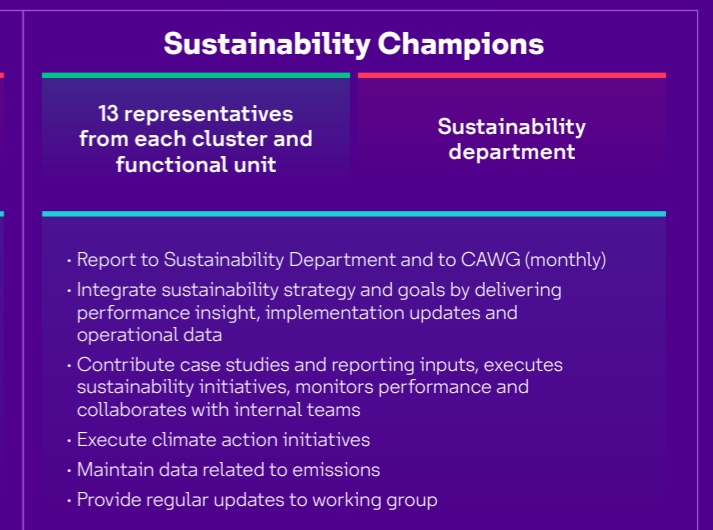 Sustainability Champions
13 representatives
from each cluster and
functional unit
Sustainability
department
· Report to Sustainability Department and to CAWG (monthly)
· Integrate sustainability strategy and goals by delivering
performance insight, implementation updates and
operational data
· Contribute case studies and reporting inputs, executes
sustainability initiatives, monitors performance and
collaborates with internal teams
· Execute climate action initiatives
· Maintain data related to emissions
· Provide regular updates to working group